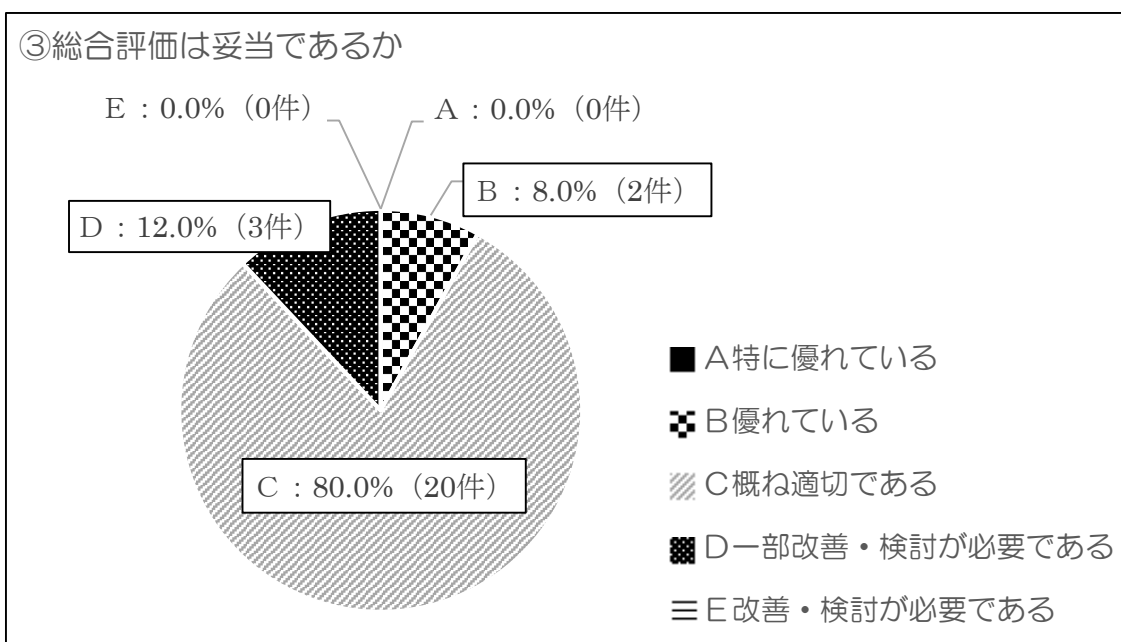 ③総合評価は妥当であるか
E：0.0%（0件）
A：0.0%（0件）
B：8.0%（2件）
D：12.0%（3件）
C：80.0%（20件）
A特に優れている
B優れている
C概ね適切である
D一部改善・検討が必要である
E改善・検討が必要である